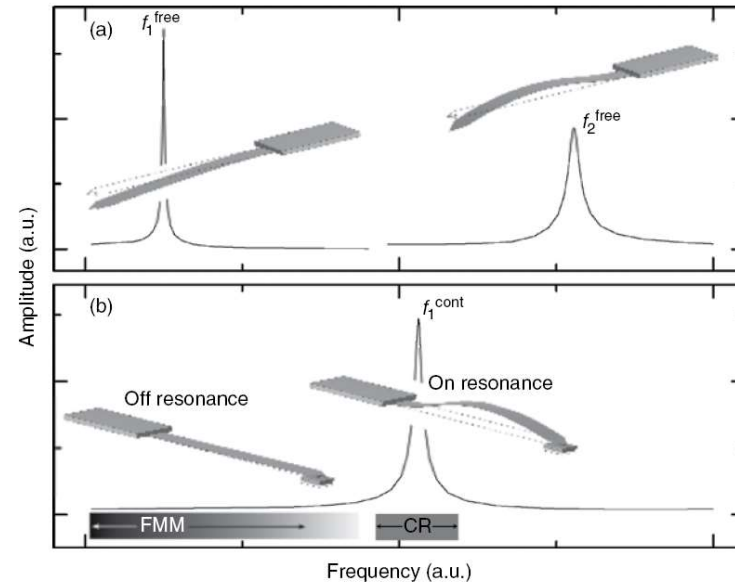 (a)
f₁ᶠʳᵉᵉ
f₂ᶠʳᵉᵉ
Amplitude (a.u.)
(b)
f₁ᶜᵒⁿᵗ
On resonance
Off resonance
FMM
CR
Frequency (a.u.)